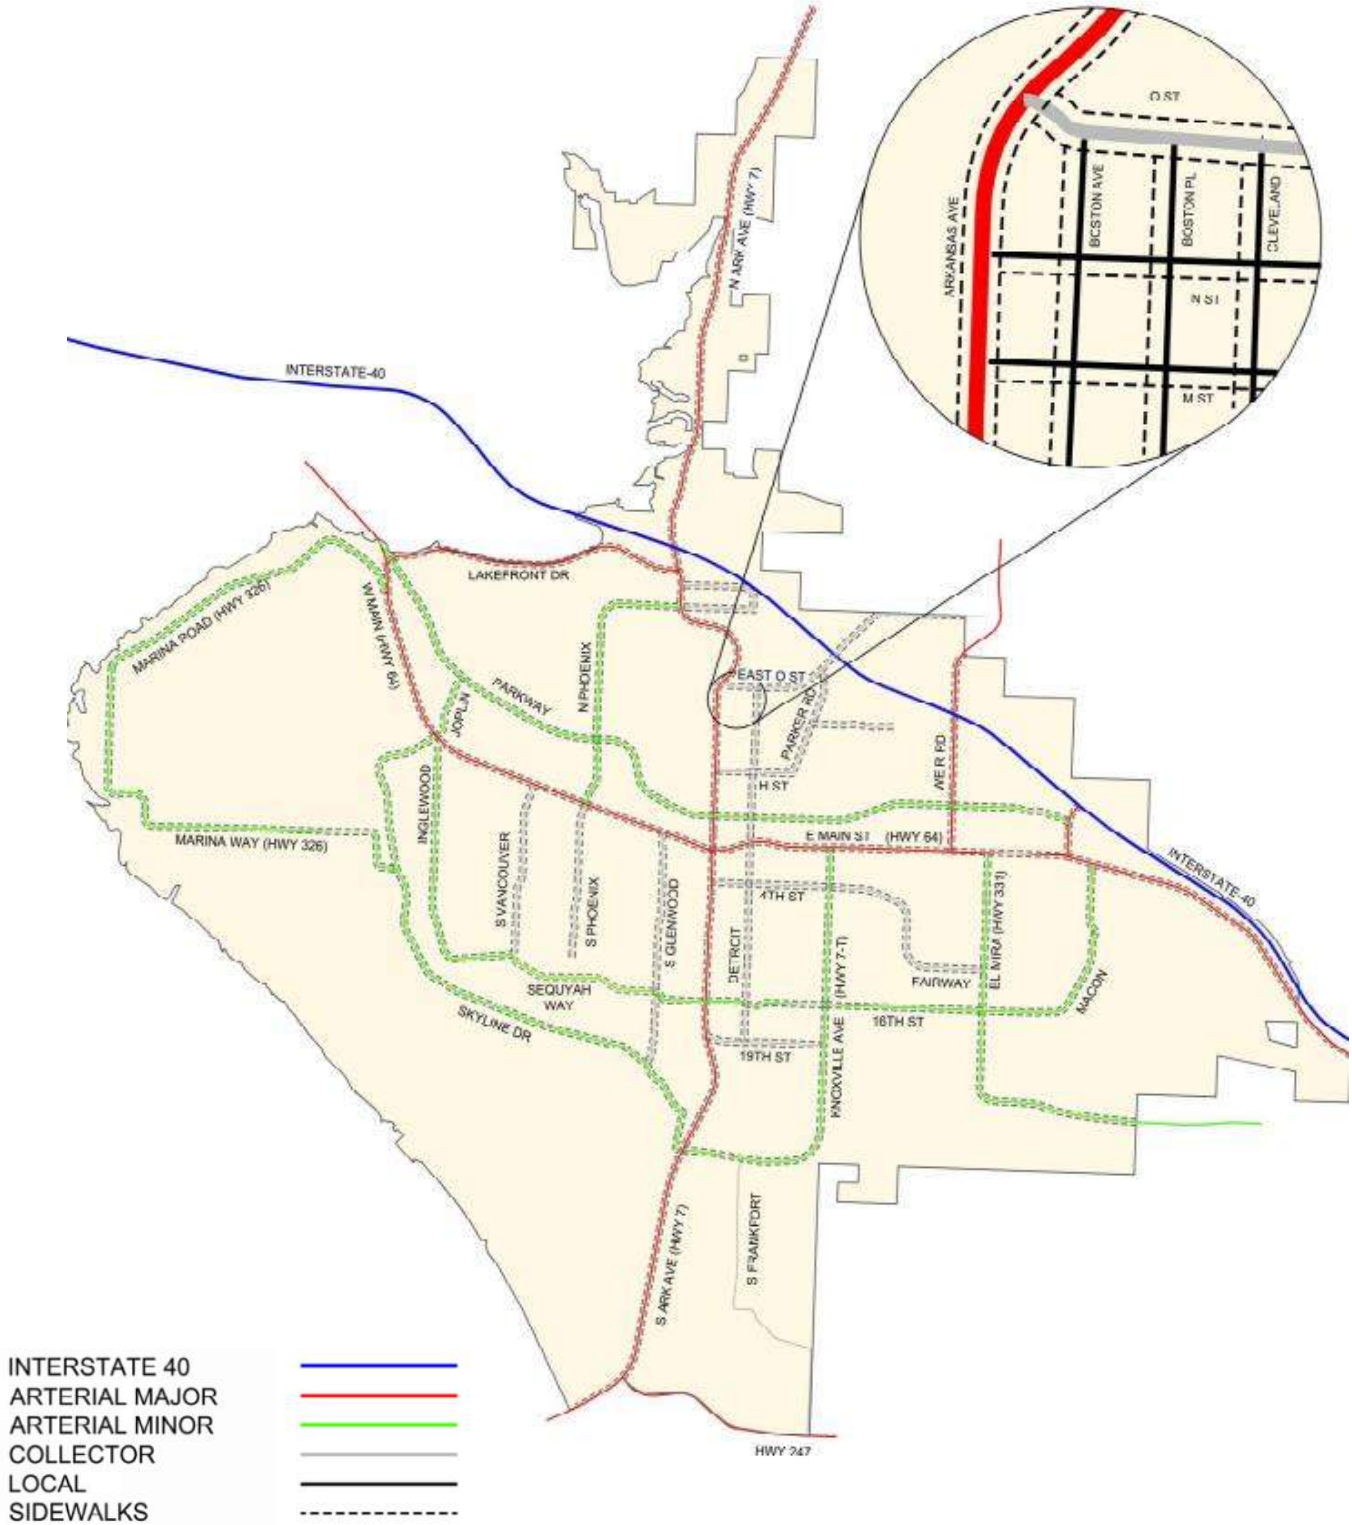 O ST
ARKANSAS AVE
BOSTON AVE
BOSTON PL
CLEVELAND
N ST
M ST
N ARK AVE (HWY 7)
INTERSTATE-40
LAKEFRONT DR
MARINA ROAD (HWY 326)
W MAIN (HWY 64)
N PHOENIX
PARKWAY
JOPLIN
EAST O ST
PARKER RD
H ST
INGLEWOOD
E MAIN ST (HWY 64)
MARINA WAY (HWY 326)
S VANCOUVER
S PHOENIX
S GLENWOOD
4TH ST
INTERSTATE-40
DETROIT
EL MIRA (HWY 331)
FAIRWAY
MACON
SEQUYAH
WAY
SKYLINE DR
16TH ST
19TH ST
KNOXVILLE AVE (HWY 7-T)
S FRANKFORT
S ARK AVE (HWY 7)
HWY 247
INTERSTATE 40
ARTERIAL MAJOR
ARTERIAL MINOR
COLLECTOR
LOCAL
SIDEWALKS